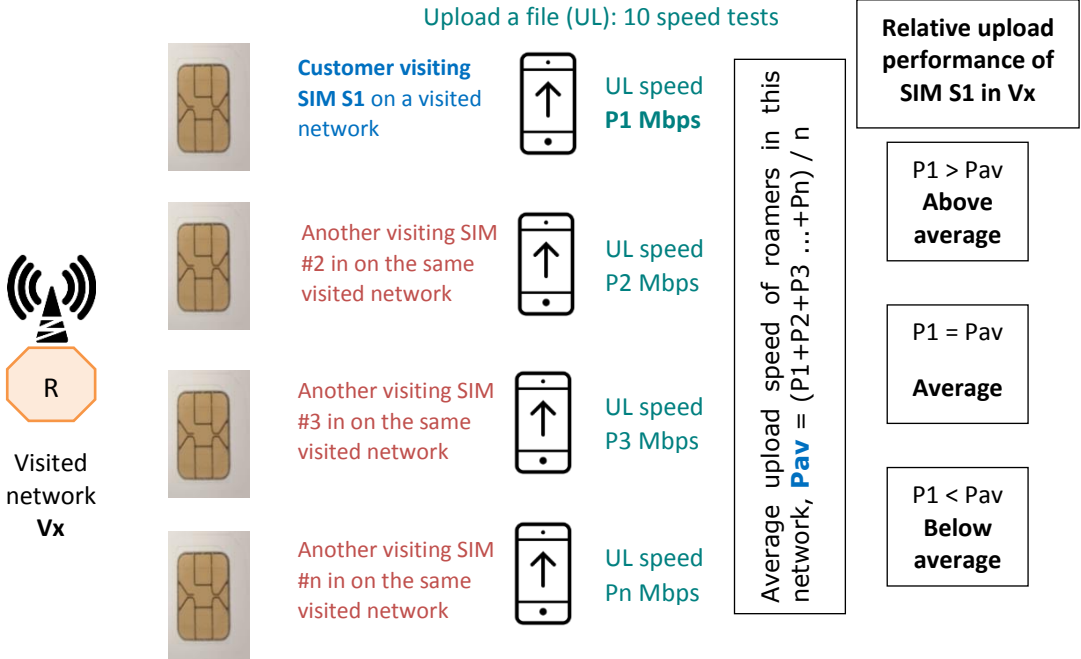 Upload a file (UL): 10 speed tests
Relative upload
performance of
SIM S1 in Vx
Customer visiting
SIM S1 on a visited
network
UL speed
P1 Mbps
Another visiting SIM
#2 in on the same
visited network
UL speed
P2 Mbps
Another visiting SIM
#3 in on the same
visited network
UL speed
P3 Mbps
Another visiting SIM
#n in on the same
visited network
UL speed
Pn Mbps
Average upload speed of roamers in this
network, Pav = (P1+P2+P3 ...+Pn) / n
P1 > Pav
Above
average
P1 = Pav
Average
P1 < Pav
Below
average
R
Visited
network
Vx